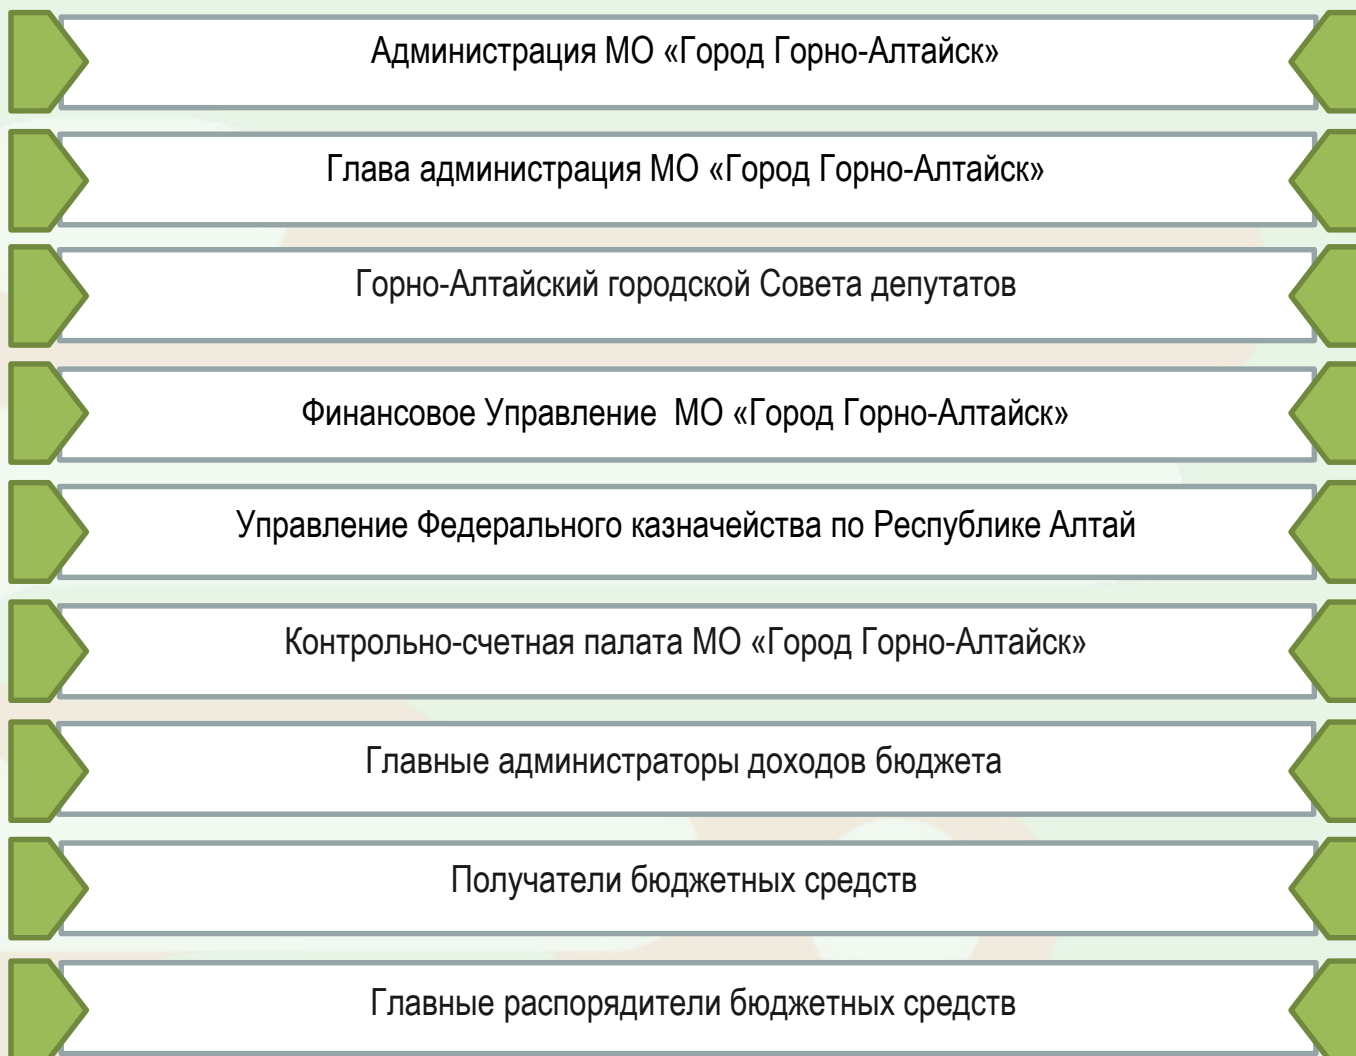 Администрация МО «Город Горно-Алтайск»
Глава администрация МО «Город Горно-Алтайск»
Горно-Алтайский городской Совета депутатов
Финансовое Управление  МО «Город Горно-Алтайск»
Управление Федерального казначейства по Республике Алтай
Контрольно-счетная палата МО «Город Горно-Алтайск»
Главные администраторы доходов бюджета
Получатели бюджетных средств
Главные распорядители бюджетных средств